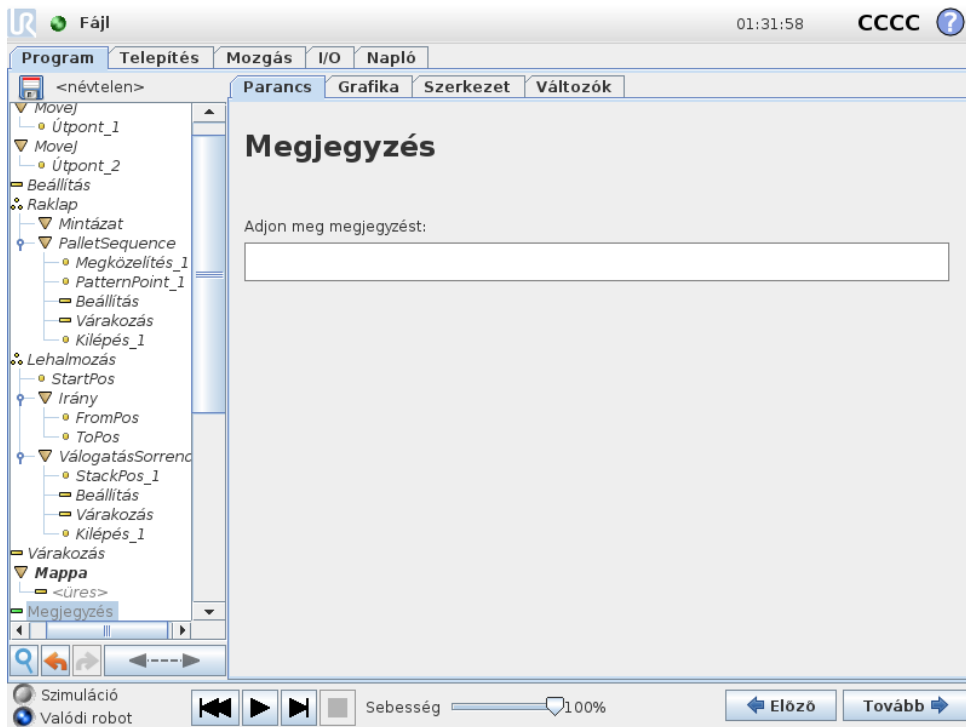 UR Fájl 01:31:58 CCCC ?
Program Telepítés Mozgás I/O Napló
<névtelen>
Parancs Grafika Szerkezet Változók
MoveJ
Útpont_1
MoveJ
Útpont_2
Beállítás
Raklap
Mintázat
PalletSequence
Megközelítés_1
PatternPoint_1
Beállítás
Várakozás
Kilépés_1
Lehalmozás
StartPos
Irány
FromPos
ToPos
VálogatásSorrend
StackPos_1
Beállítás
Várakozás
Kilépés_1
Várakozás
Mappa
<üres>
Megjegyzés
Megjegyzés
Adjon meg megjegyzést:
Szimuláció
Valódi robot
Sebesség 100%
Előző Tovább